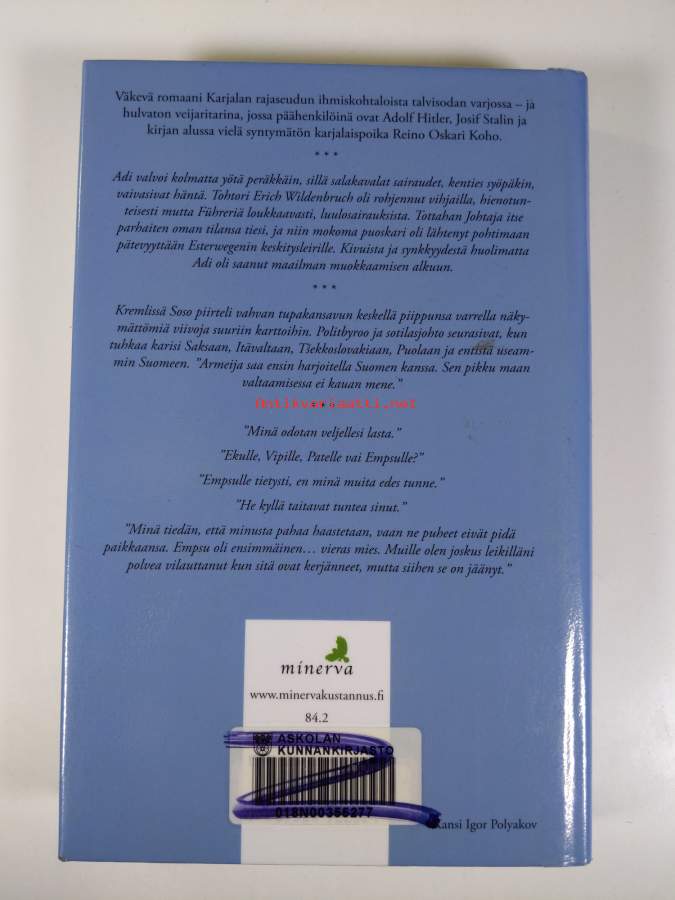 Väkevä romaani Karjalan rajaseudun ihmiskohtaloista talvisodan varjossa – ja
hulvaton veijaritarina, jossa päähenkilöinä ovat Adolf Hitler, Josif Stalin ja
kirjan alussa vielä syntymätön karjalaispoika Reino Oskari Koho.
* * *
Adi valvoi kolmatta yötä peräkkäin, sillä salakavalat sairaudet, kenties syöpäkin,
vaivasivat häntä. Tohtori Erich Wildenbruch oli rohjennut vihjailla, hienotun-
teisesti mutta Führeriä loukkaavasti, luulosairauksista. Tottahan Johtaja itse
parhaiten oman tilansa tiesi, ja niin mokoma puoskari oli lähtenyt pohtimaan
pätevyyttään Esterwegenin keskitysleirille. Kivuista ja synkkyydestä huolimatta
Adi oli saanut maailman muokkaamisen alkuun.
* * *
Kremlissä Soso piirteli vahvan tupakansavun keskellä piippunsa varrella näky-
mättömiä viivoja suuriin karttoihin. Politbyroo ja sotilasjohto seurasivat, kun
tuhkaa karisi Saksaan, Itävaltaan, Tšekkoslovakiaan, Puolaan ja entistä useam-
min Suomeen. ”Armeija saa ensin harjoitella Suomen kanssa. Sen pikku maan
valtaamisessa ei kauan mene.”
* * *
Antikvariaatti.net
”Minä odotan veljellesi lasta.”
”Ekulle, Vipille, Patelle vai Empsulle?”
”Empsulle tietysti, en minä muita edes tunne.”
”He kyllä taitavat tuntea sinut.”
”Minä tiedän, että minusta pahaa haastetaan, vaan ne puheet eivät pidä
paikkaansa. Empsu oli ensimmäinen… vieras mies. Muille olen joskus leikilläni
polvea vilauttanut kun sitä ovat kerjänneet, mutta siihen se on jäänyt.”
minerva
www.minervakustannus.fi
84.2
ASKOLAN
KUNNANKIRJASTO
018N00355277
Kansi Igor Polyakov